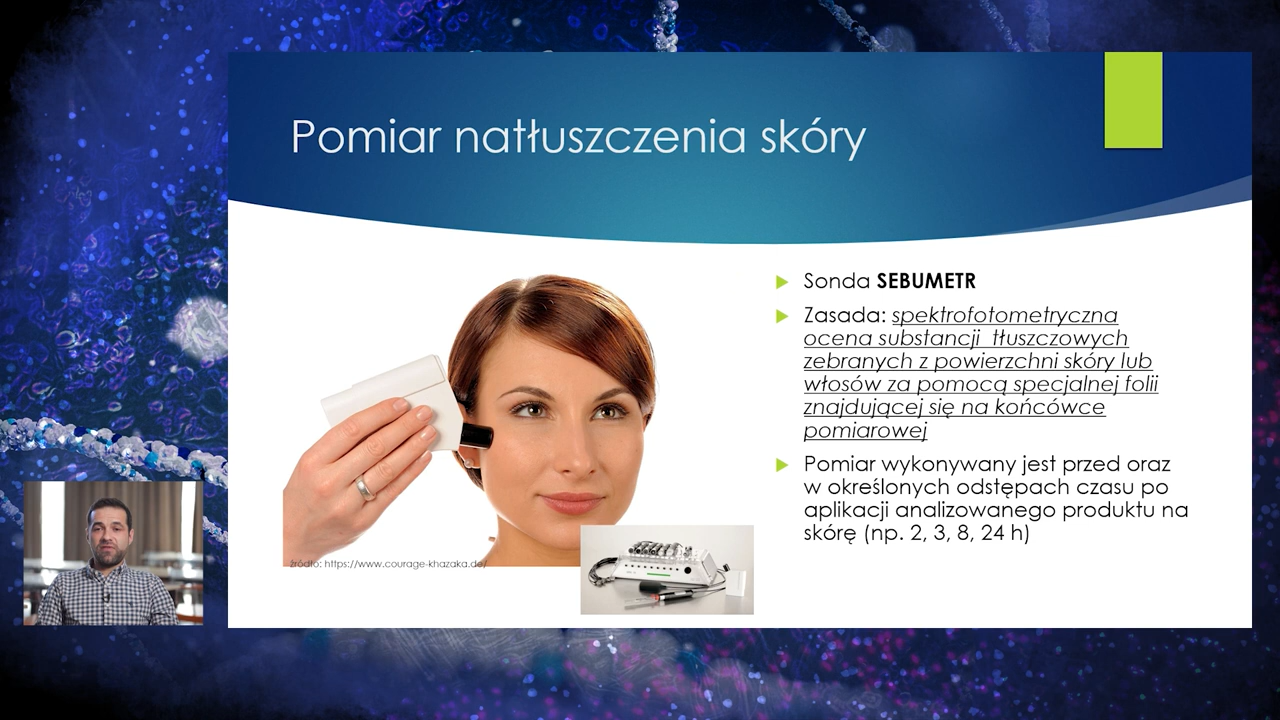 Pomiar natłuszczenia skóry
Sonda SEBUMETR
Zasada: spektrofotometryczna
ocena substancji tłuszczowych
zebranych z powierzchni skóry lub
włosów za pomocą specjalnej folii
znajdującej się na końcówce
pomiarowej
Pomiar wykonywany jest przed oraz
w określonych odstępach czasu po
aplikacji analizowanego produktu na
skórę (np. 2, 3, 8, 24 h)
źródło: https://www.courage-khazaka.de/